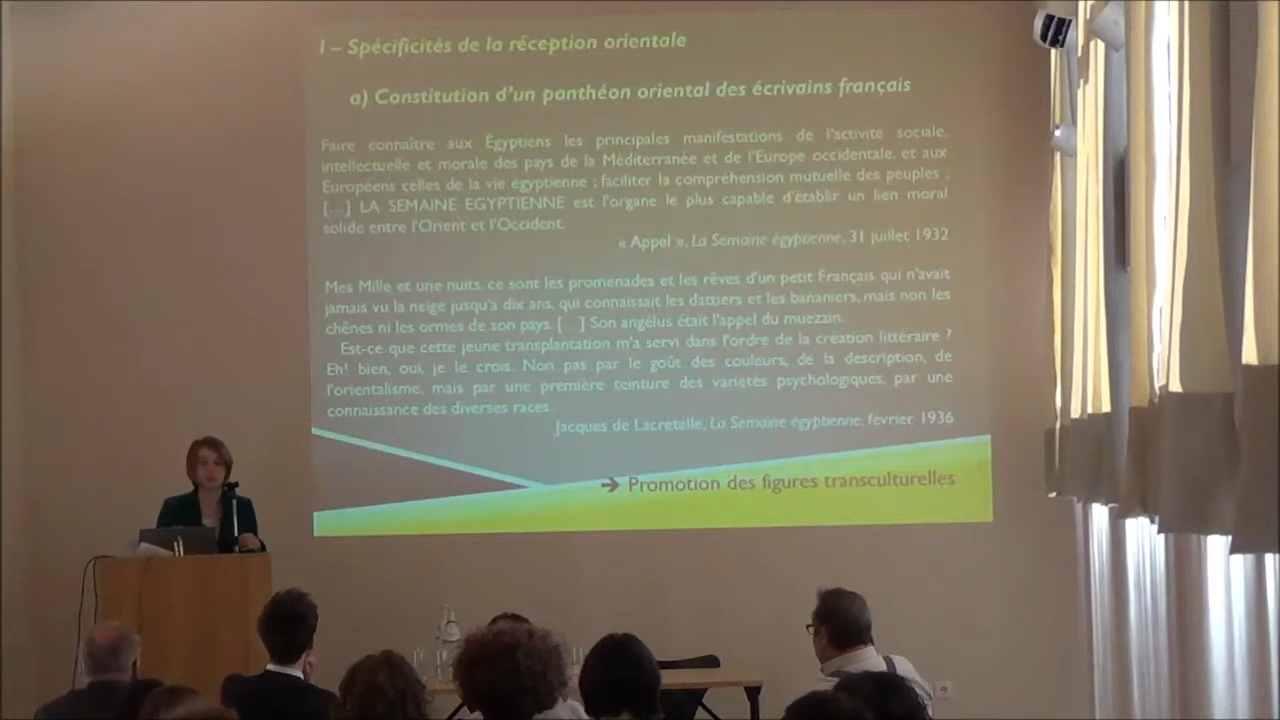 I – Spécificités de la réception orientale
a) Constitution d'un panthéon oriental des écrivains français
Faire connaître aux Égyptiens les principales manifestations de l'activité sociale,
intellectuelle et morale des pays de la Méditerranée et de l'Europe occidentale, et aux
Européens celles de la vie égyptienne ; faciliter la compréhension mutuelle des peuples ;
[...] LA SEMAINE EGYPTIENNE est l'organe le plus capable d'établir un lien moral
solide entre l'Orient et l'Occident.
« Appel », La Semaine égyptienne, 31 juillet 1932
Mes Mille et une nuits, ce sont les promenades et les rêves d'un petit Français qui n'avait
jamais vu la neige jusqu'à dix ans, qui connaissait les dattiers et les bananiers, mais non les
chênes ni les ormes de son pays. [...] Son angélus était l'appel du muezzin.
Est-ce que cette jeune transplantation m'a servi dans l'ordre de la création littéraire ?
Eh! bien, oui, je le crois. Non pas par le goût des couleurs, de la description, de
l'orientalisme, mais par une première teinture des variétés psychologiques, par une
connaissance des diverses races.
Jacques de Lacretelle, La Semaine égyptienne, février 1936
➔ Promotion des figures transculturelles